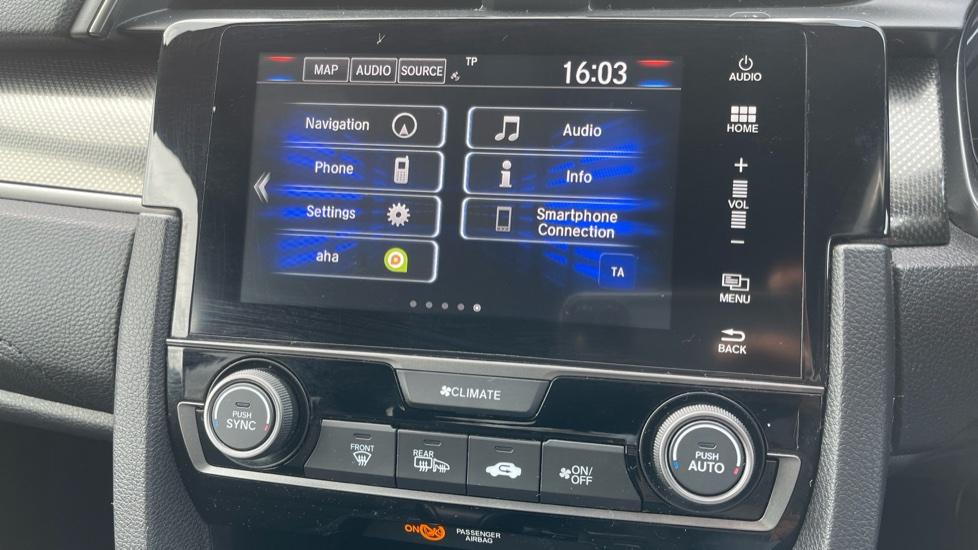 MAP AUDIO SOURCE TP 16:03
Navigation
Phone
Settings
aha
Audio
Info
Smartphone
Connection
TA
AUDIO
HOME
+
VOL
−
MENU
BACK
CLIMATE
PUSH
SYNC
FRONT
REAR
ON/
OFF
PUSH
AUTO
ON
PASSENGER
AIRBAG